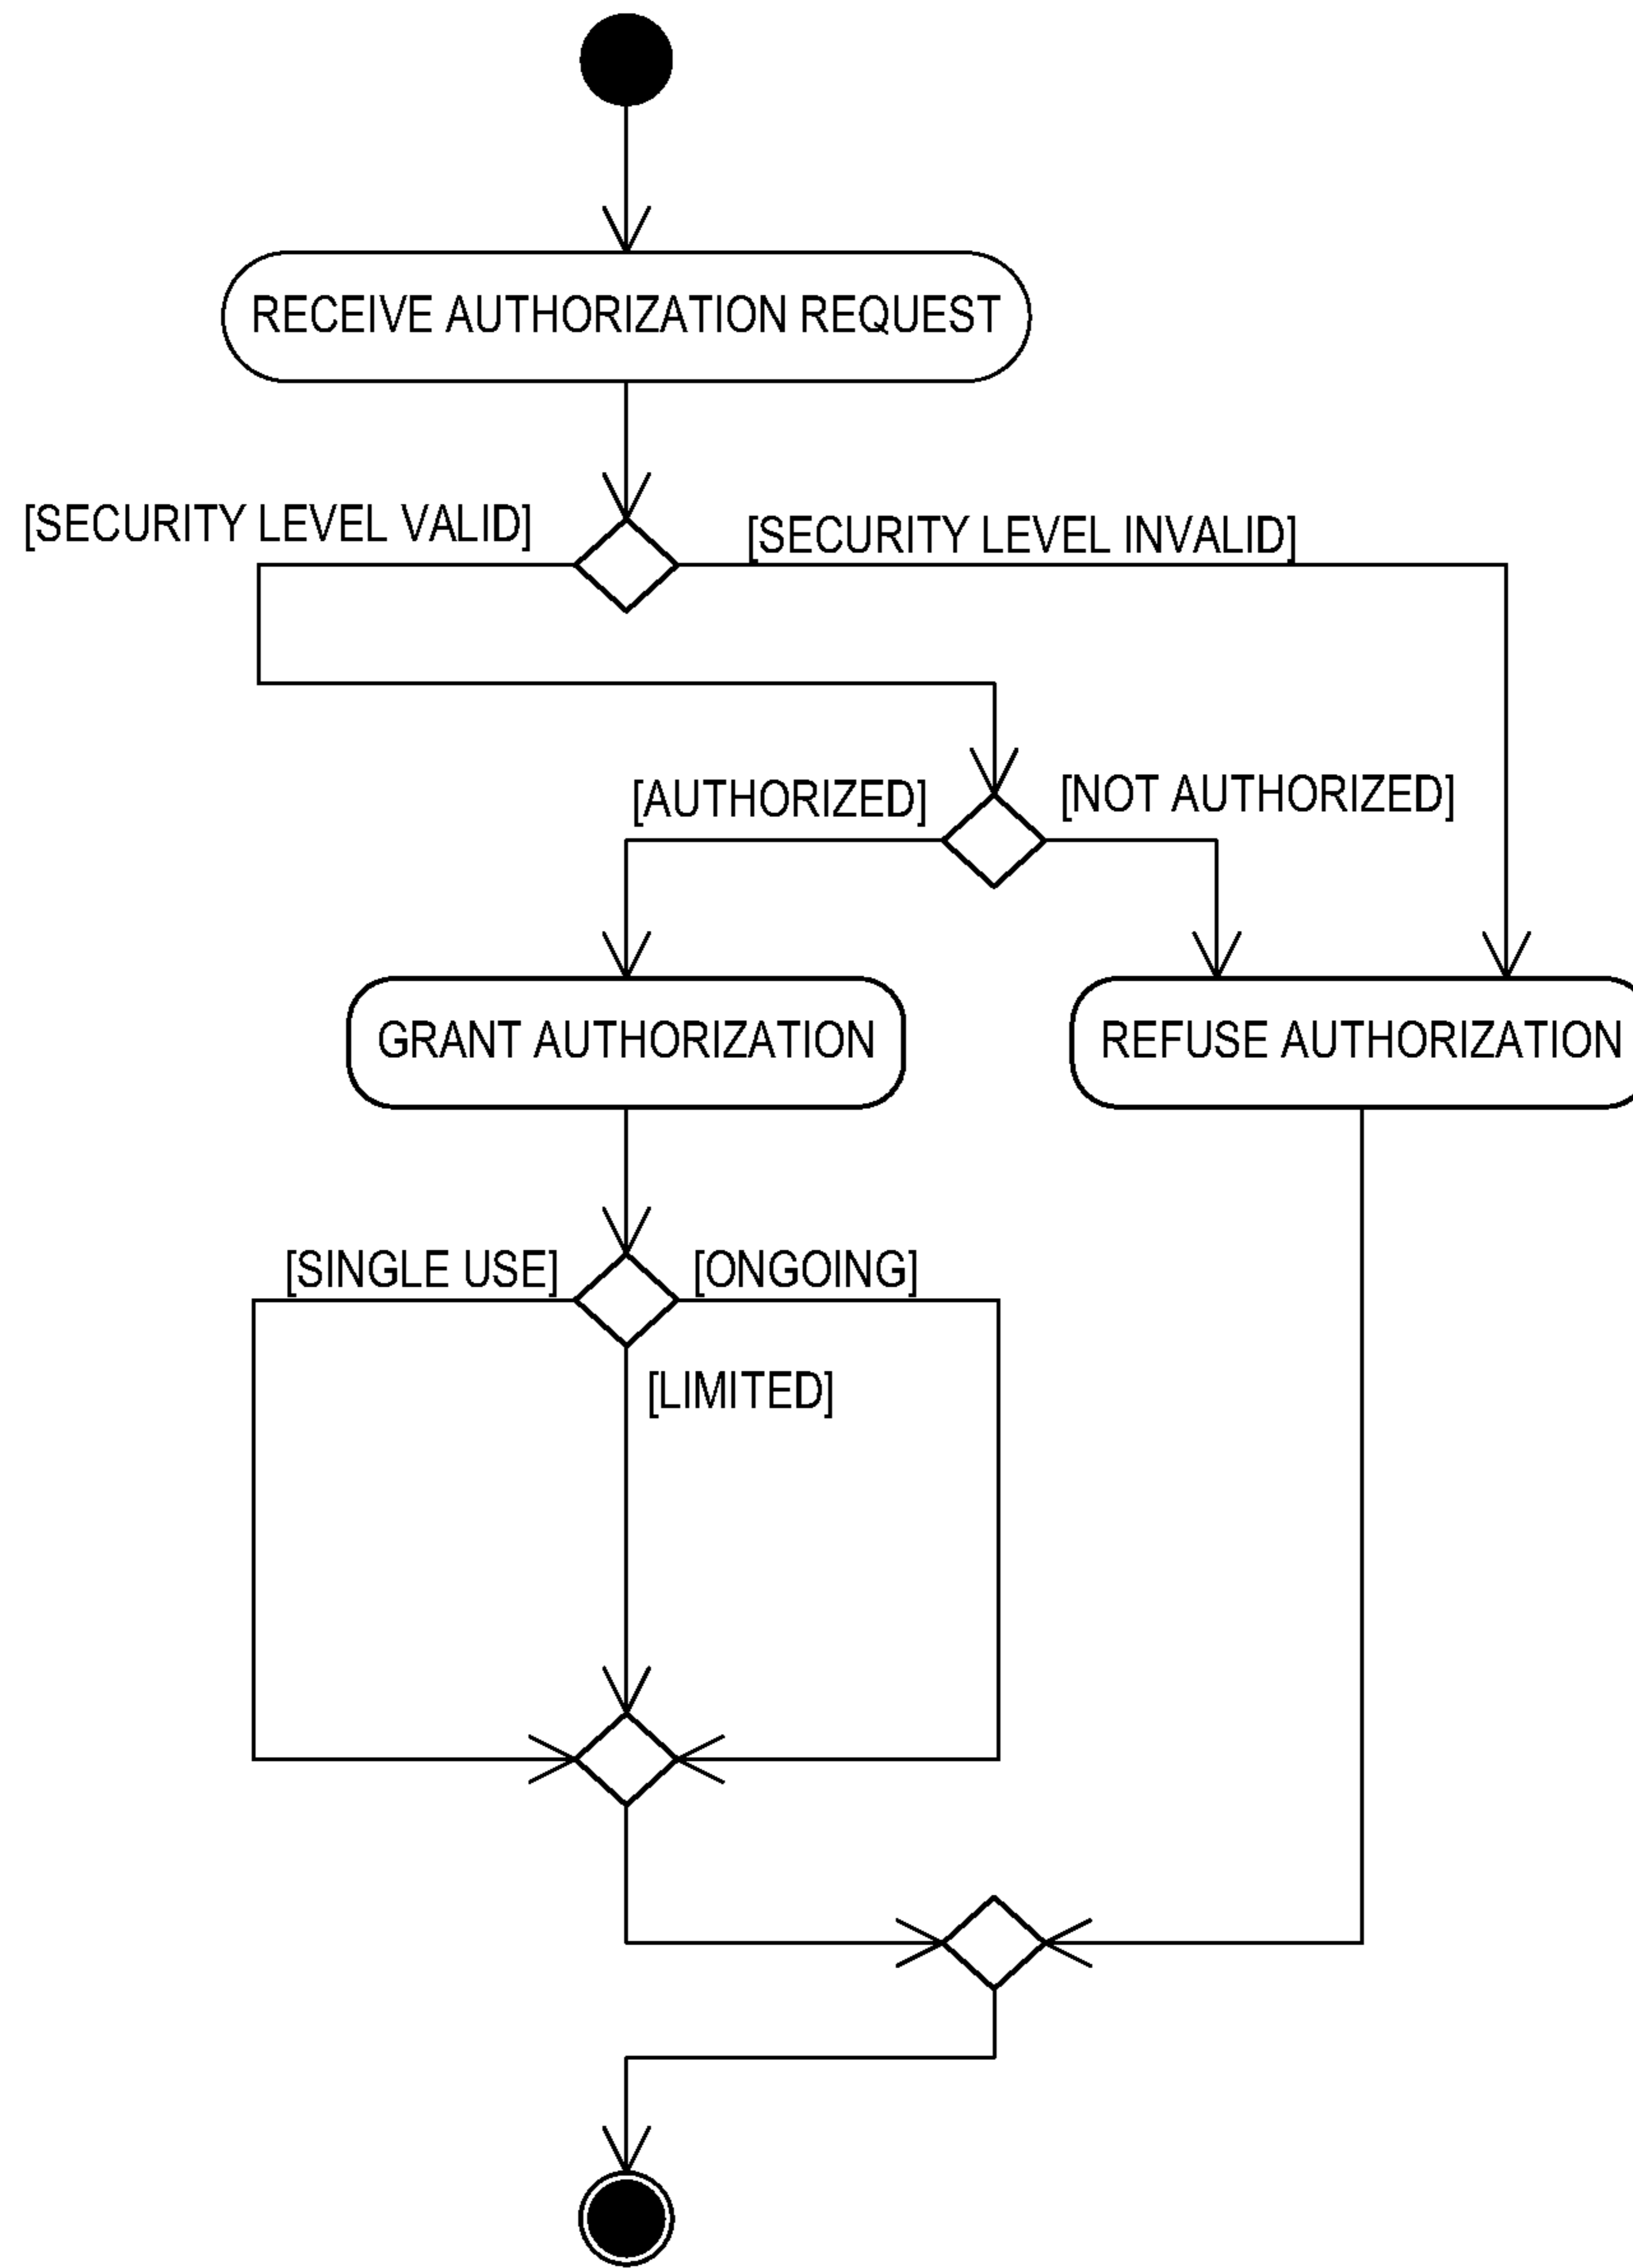 RECEIVE AUTHORIZATION REQUEST
[SECURITY LEVEL VALID]
[SECURITY LEVEL INVALID]
[AUTHORIZED]
[NOT AUTHORIZED]
GRANT AUTHORIZATION
REFUSE AUTHORIZATION
[SINGLE USE]
[ONGOING]
[LIMITED]